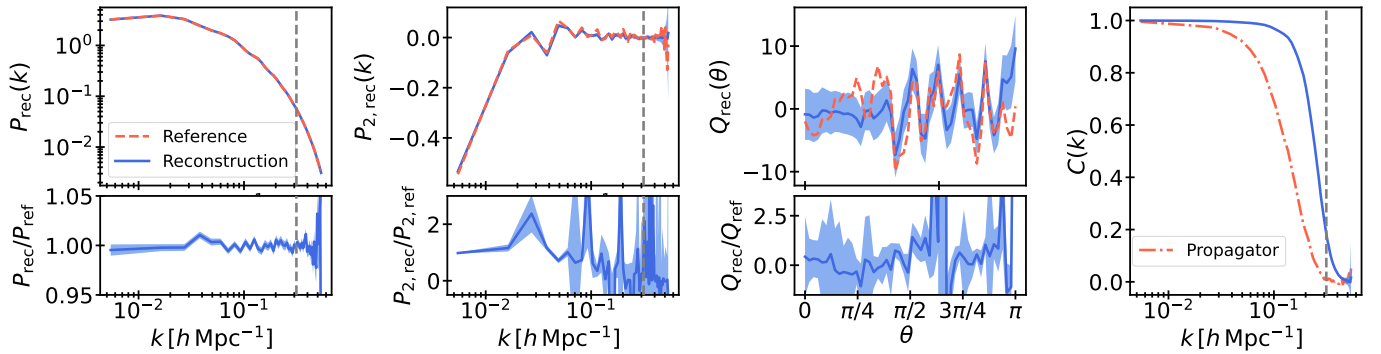 P_rec(k)
10^0
10^-1
10^-2
Reference
Reconstruction
P_rec/P_ref
1.05
1.00
0.95
10^-2
10^-1
k [h Mpc^-1]
P_2, rec(k)
0.0
−0.2
−0.4
P_2, rec/P_2, ref
2
0
10^-2
10^-1
k [h Mpc^-1]
Q_rec(θ)
10
0
−10
Q_rec/Q_ref
2.5
0.0
0
π/4
π/2
3π/4
π
θ
C(k)
1.0
0.8
0.6
0.4
0.2
0.0
Propagator
10^-2
10^-1
k [h Mpc^-1]